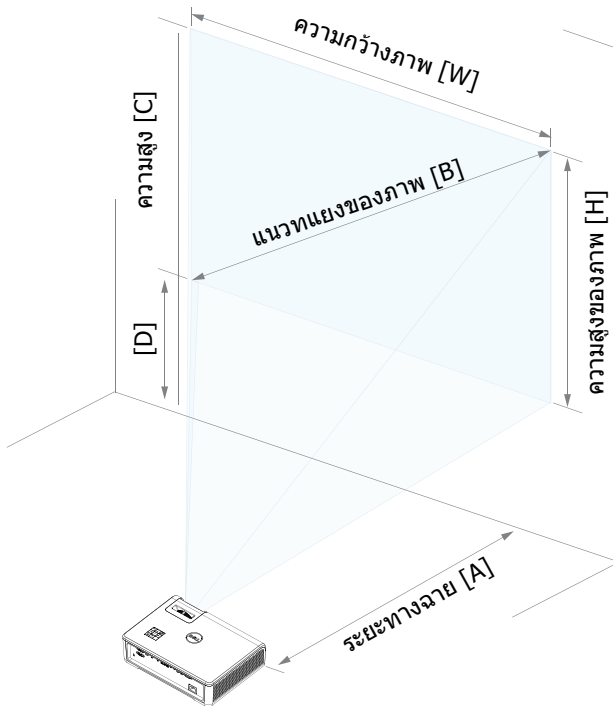 ความกว้างภาพ [W]
ความสูง [C]
แนวทแยงของภาพ [B]
ความสูงของภาพ [H]
[D]
ระยะทางฉาย [A]